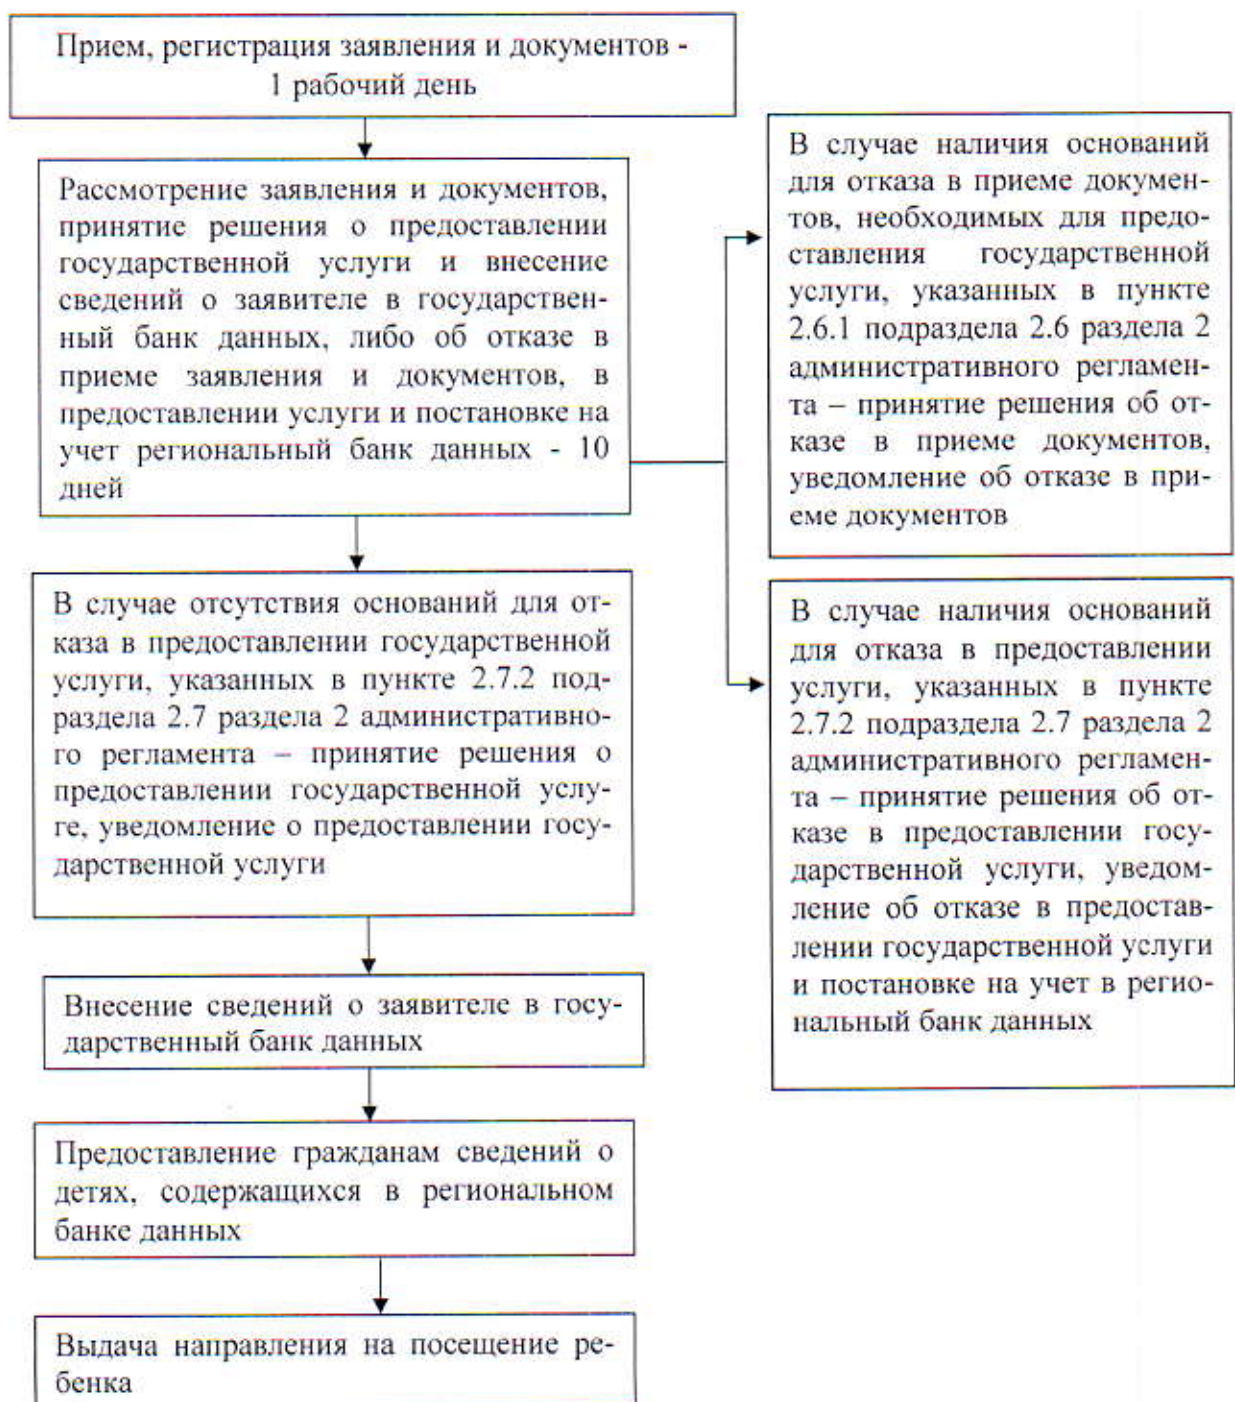 Прием, регистрация заявления и документов -
1 рабочий день
Рассмотрение заявления и документов,
принятие решения о предоставлении
государственной услуги и внесение
сведений о заявителе в государствен-
ный банк данных, либо об отказе в
приеме заявления и документов, в
предоставлении услуги и постановке на
учет региональный банк данных - 10
дней
В случае наличия оснований
для отказа в приеме докумен-
тов, необходимых для предо-
ставления государственной
услуги, указанных в пункте
2.6.1 подраздела 2.6 раздела 2
административного регламен-
та – принятие решения об от-
казе в приеме документов,
уведомление об отказе в при-
еме документов
В случае отсутствия оснований для от-
каза в предоставлении государственной
услуги, указанных в пункте 2.7.2 под-
раздела 2.7 раздела 2 административно-
го регламента – принятие решения о
предоставлении государственной услу-
ге, уведомление о предоставлении госу-
дарственной услуги
В случае наличия оснований
для отказа в предоставлении
услуги, указанных в пункте
2.7.2 подраздела 2.7 раздела 2
административного регламен-
та – принятие решения об от-
казе в предоставлении госу-
дарственной услуги, уведом-
ление об отказе в предостав-
лении государственной услуги
и постановке на учет в регио-
нальный банк данных
Внесение сведений о заявителе в госу-
дарственный банк данных
Предоставление гражданам сведений о
детях, содержащихся в региональном
банке данных
Выдача направления на посещение ре-
бенка